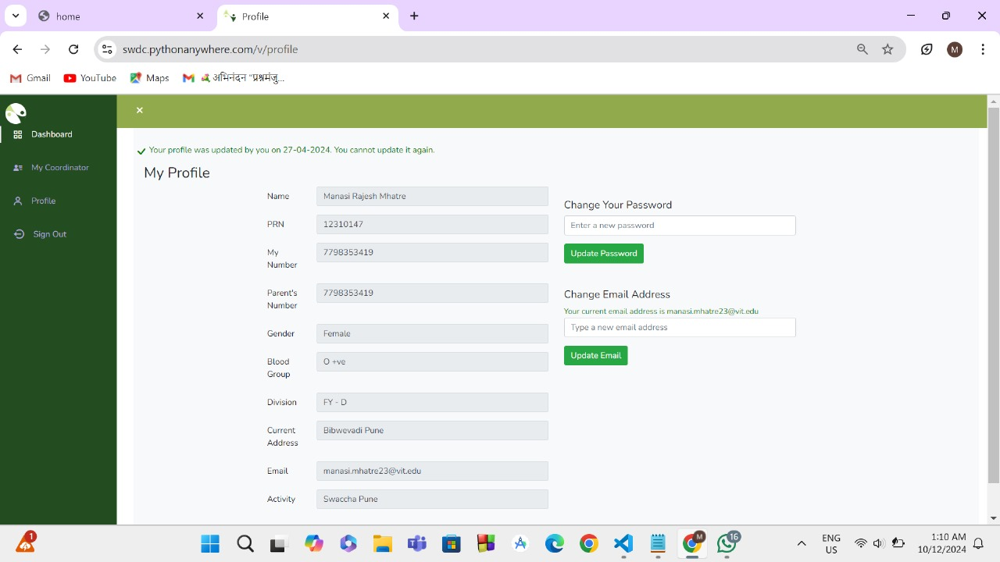 home
Profile
swdc.pythonanywhere.com/v/profile
M
Gmail YouTube Maps अभिनंदन "प्रश्नमंजु...
Dashboard
My Coordinator
Profile
Sign Out
Your profile was updated by you on 27-04-2024. You cannot update it again.
My Profile
Name Manasi Rajesh Mhatre
PRN 12310147
My Number 7798353419
Parent's Number 7798353419
Gender Female
Blood Group O +ve
Division FY - D
Current Address Bibwevadi Pune
Email manasi.mhatre23@vit.edu
Activity Swaccha Pune
Change Your Password
Enter a new password
Update Password
Change Email Address
Your current email address is manasi.mhatre23@vit.edu
Type a new email address
Update Email
1
M
16
ENG
US
1:10 AM
10/12/2024